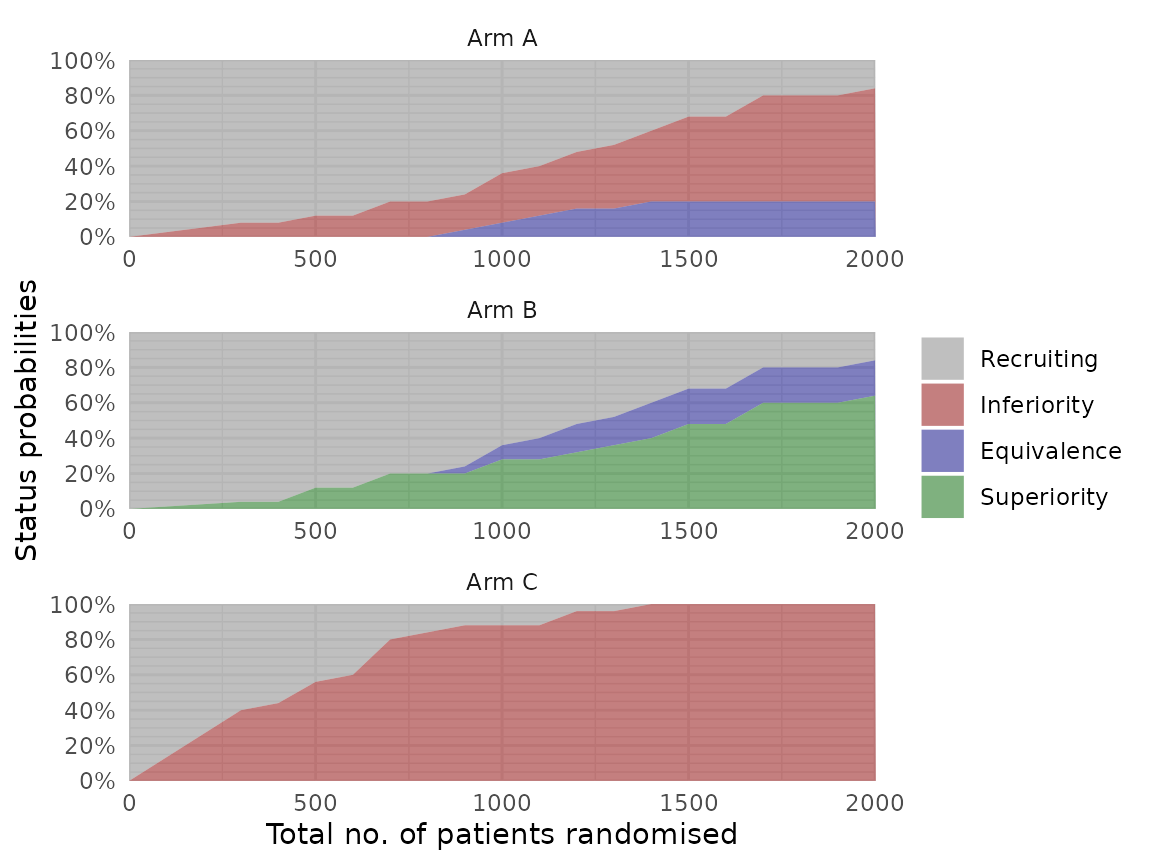 Arm A
100%
80%
60%
40%
20%
0%
0 500 1000 1500 2000
Arm B
100%
80%
60%
40%
20%
0%
0 500 1000 1500 2000
Arm C
100%
80%
60%
40%
20%
0%
0 500 1000 1500 2000
Total no. of patients randomised
Status probabilities
Recruiting
Inferiority
Equivalence
Superiority